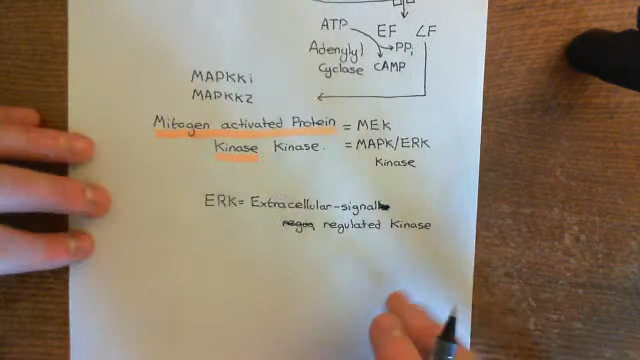 ATP
EF LF
PPi
Adenylyl
Cyclase cAMP
MAPKK1
MAPKK2
Mitogen activated Protein = MEK
Kinase Kinase. = MAPK/ERK
Kinase
ERK = Extracellular-signal
regulated Kinase